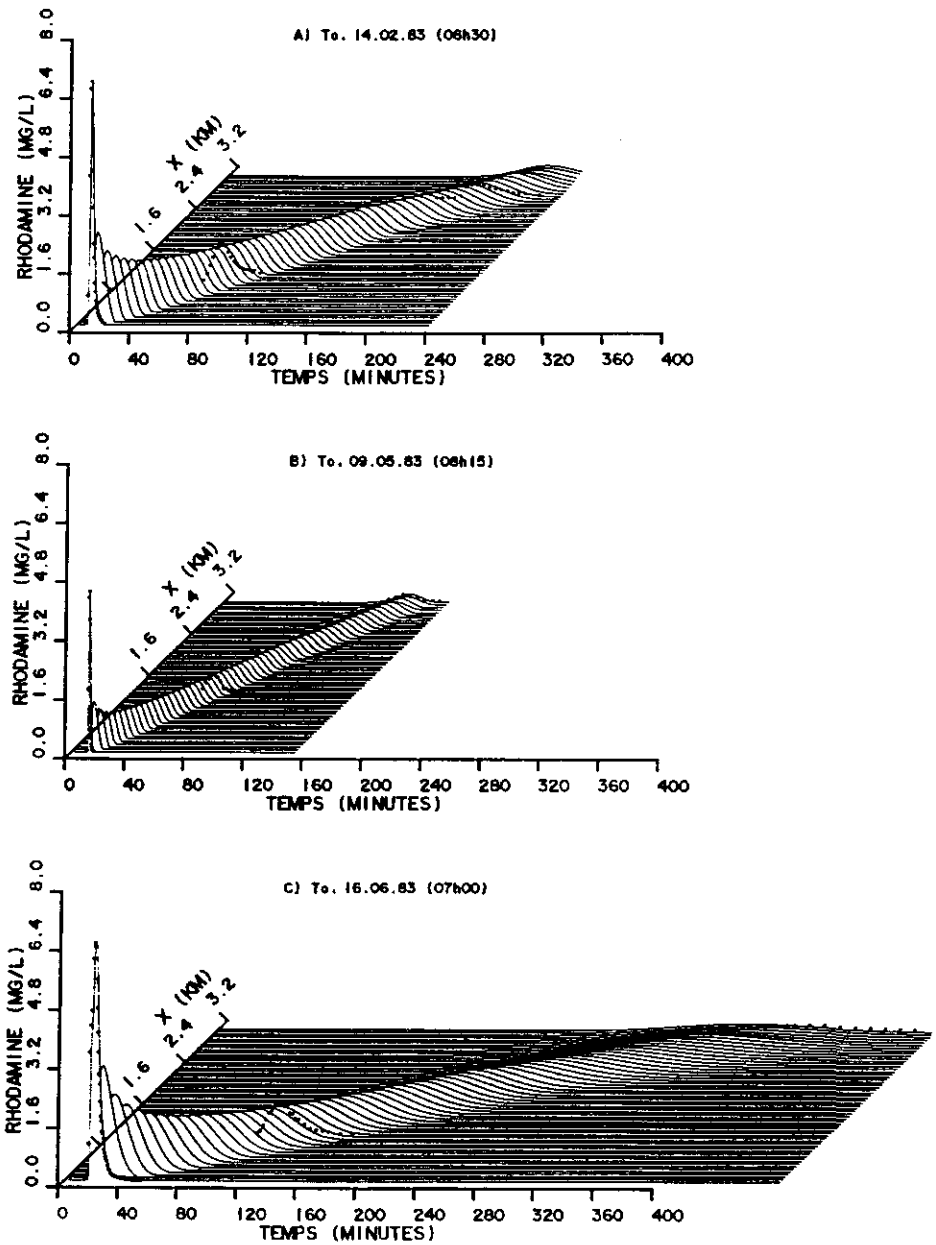 A) To. 14.02.83 (08h30)
RHODAMINE (MG/L)
0.0 1.6 3.2 4.8 6.4 8.0
X (KM)
1.6 2.4 3.2
0 40 80 120 160 200 240 280 320 360 400
TEMPS (MINUTES)
B) To. 09.05.83 (08h15)
RHODAMINE (MG/L)
0.0 1.6 3.2 4.8 6.4 8.0
X (KM)
1.6 2.4 3.2
0 40 80 120 160 200 240 280 320 360 400
TEMPS (MINUTES)
C) To. 16.06.83 (07h00)
RHODAMINE (MG/L)
0.0 1.6 3.2 4.8 6.4 8.0
X (KM)
1.6 2.4 3.2
0 40 80 120 160 200 240 280 320 360 400
TEMPS (MINUTES)